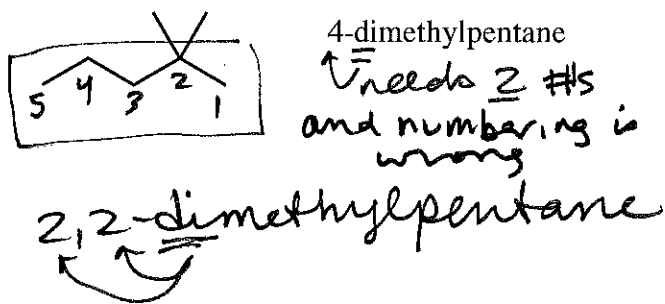 4-dimethylpentane
needs 2 #s
and numbering is
wrong
5 4 3 2 1
2,2-dimethylpentane